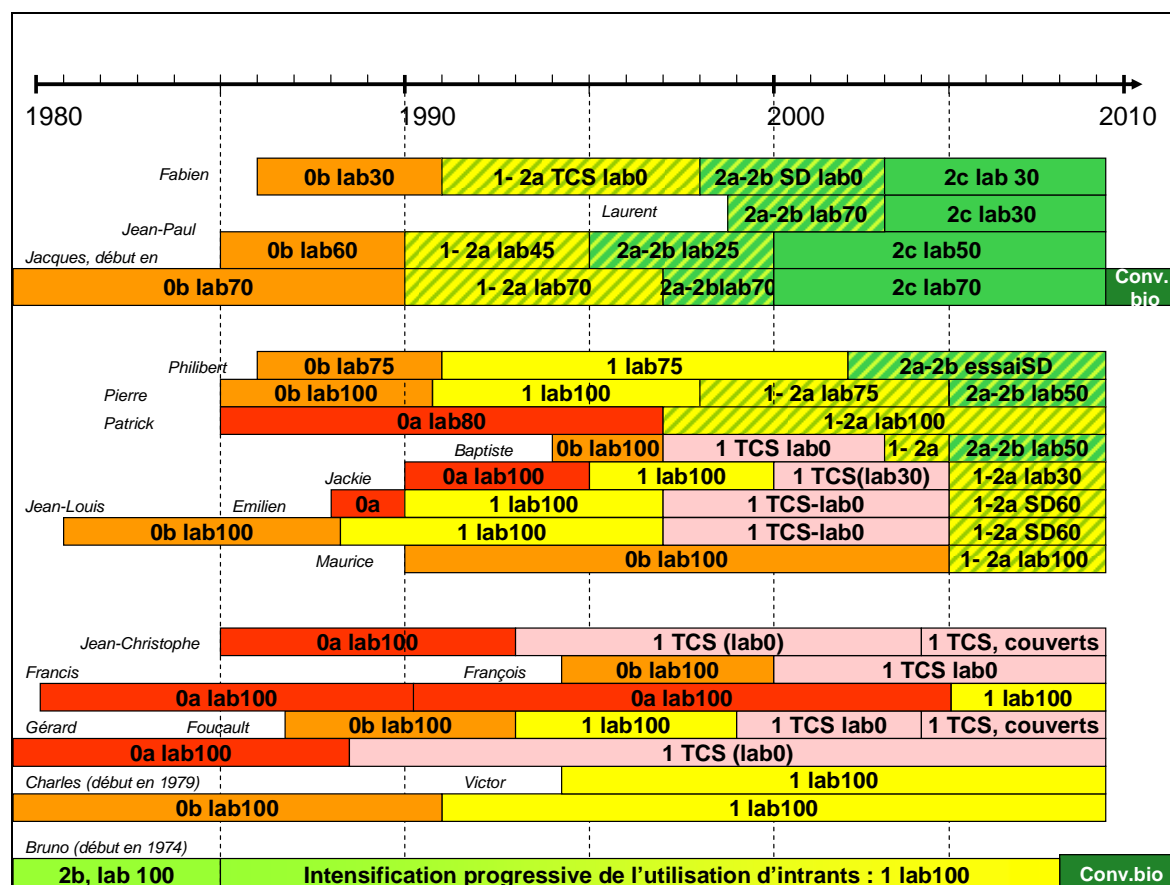 1980 1990 2000 2010
Fabien 0b lab30 1- 2a TCS lab0 2a-2b SD lab0 2c lab 30
Laurent 2a-2b lab70 2c lab30
Jean-Paul
0b lab60 1- 2a lab45 2a-2b lab25 2c lab50
Jacques, début en
0b lab70 1- 2a lab70 2a-2blab70 2c lab70 Conv.
bio
Philibert 0b lab75 1 lab75 2a-2b essaiSD
Pierre 0b lab100 1 lab100 1- 2a lab75 2a-2b lab50
Patrick 0a lab80 1-2a lab100
Baptiste 0b lab100 1 TCS lab0 1- 2a 2a-2b lab50
Jackie 0a lab100 1 lab100 1 TCS(lab30) 1-2a lab30
Jean-Louis Emilien 0a 1 lab100 1 TCS-lab0 1-2a SD60
0b lab100 1 lab100 1 TCS-lab0 1-2a SD60
Maurice 0b lab100 1- 2a lab100
Jean-Christophe 0a lab100 1 TCS (lab0) 1 TCS, couverts
Francis François 0b lab100 1 TCS lab0
0a lab100 0a lab100 1 lab100
Gérard Foucault 0b lab100 1 lab100 1 TCS lab0 1 TCS, couverts
0a lab100 1 TCS (lab0)
Charles (début en 1979) Victor 1 lab100
0b lab100 1 lab100
Bruno (début en 1974)
2b, lab 100 Intensification progressive de l'utilisation d'intrants : 1 lab100 Conv.bio